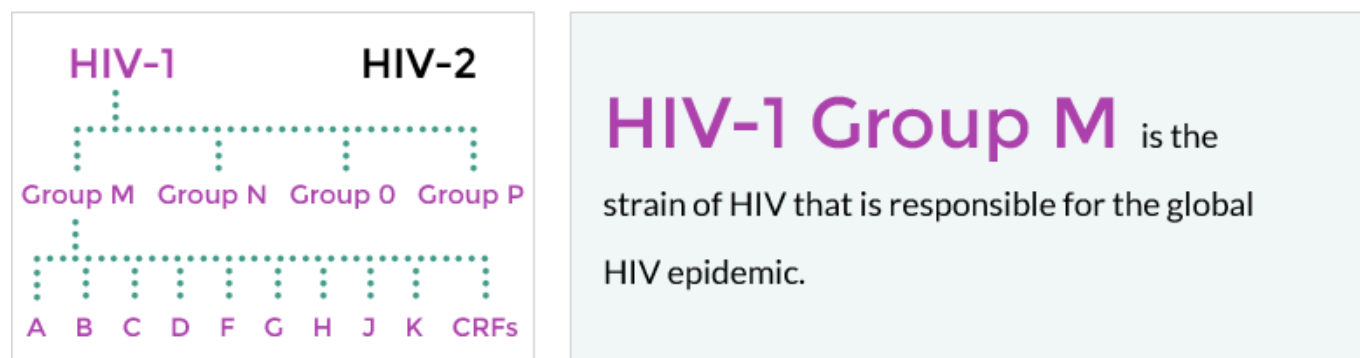 HIV-1 HIV-2
Group M Group N Group 0 Group P
A B C D F G H J K CRFs
HIV-1 Group M is the
strain of HIV that is responsible for the global
HIV epidemic.